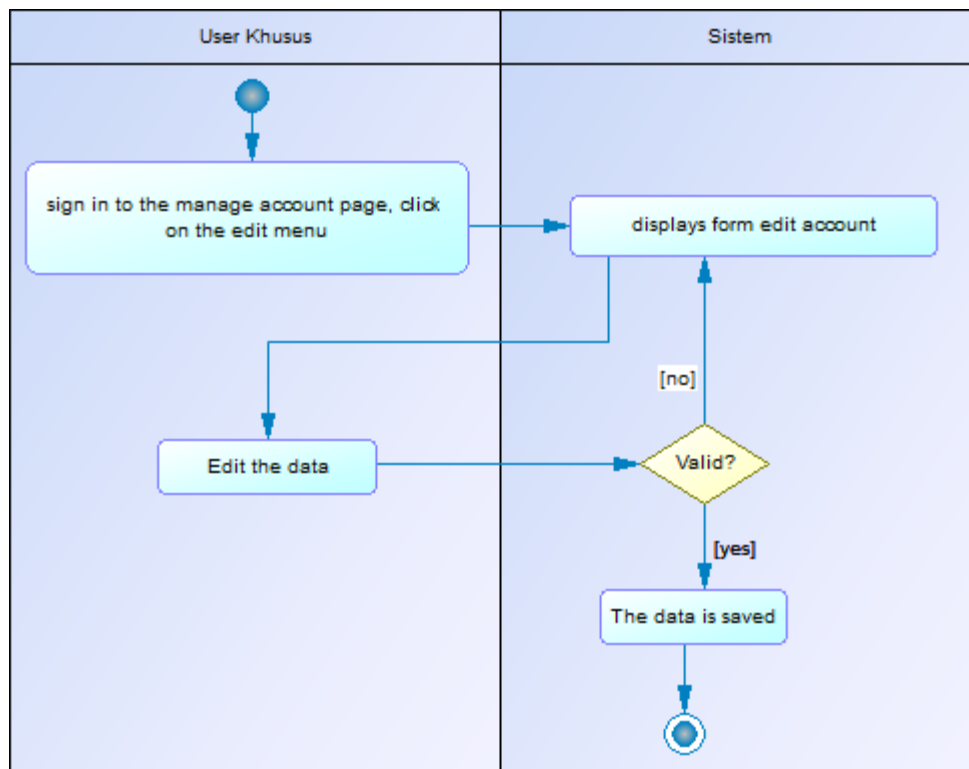 User Khusus
Sistem
sign in to the manage account page, click
on the edit menu
displays form edit account
[no]
Edit the data
Valid?
[yes]
The data is saved